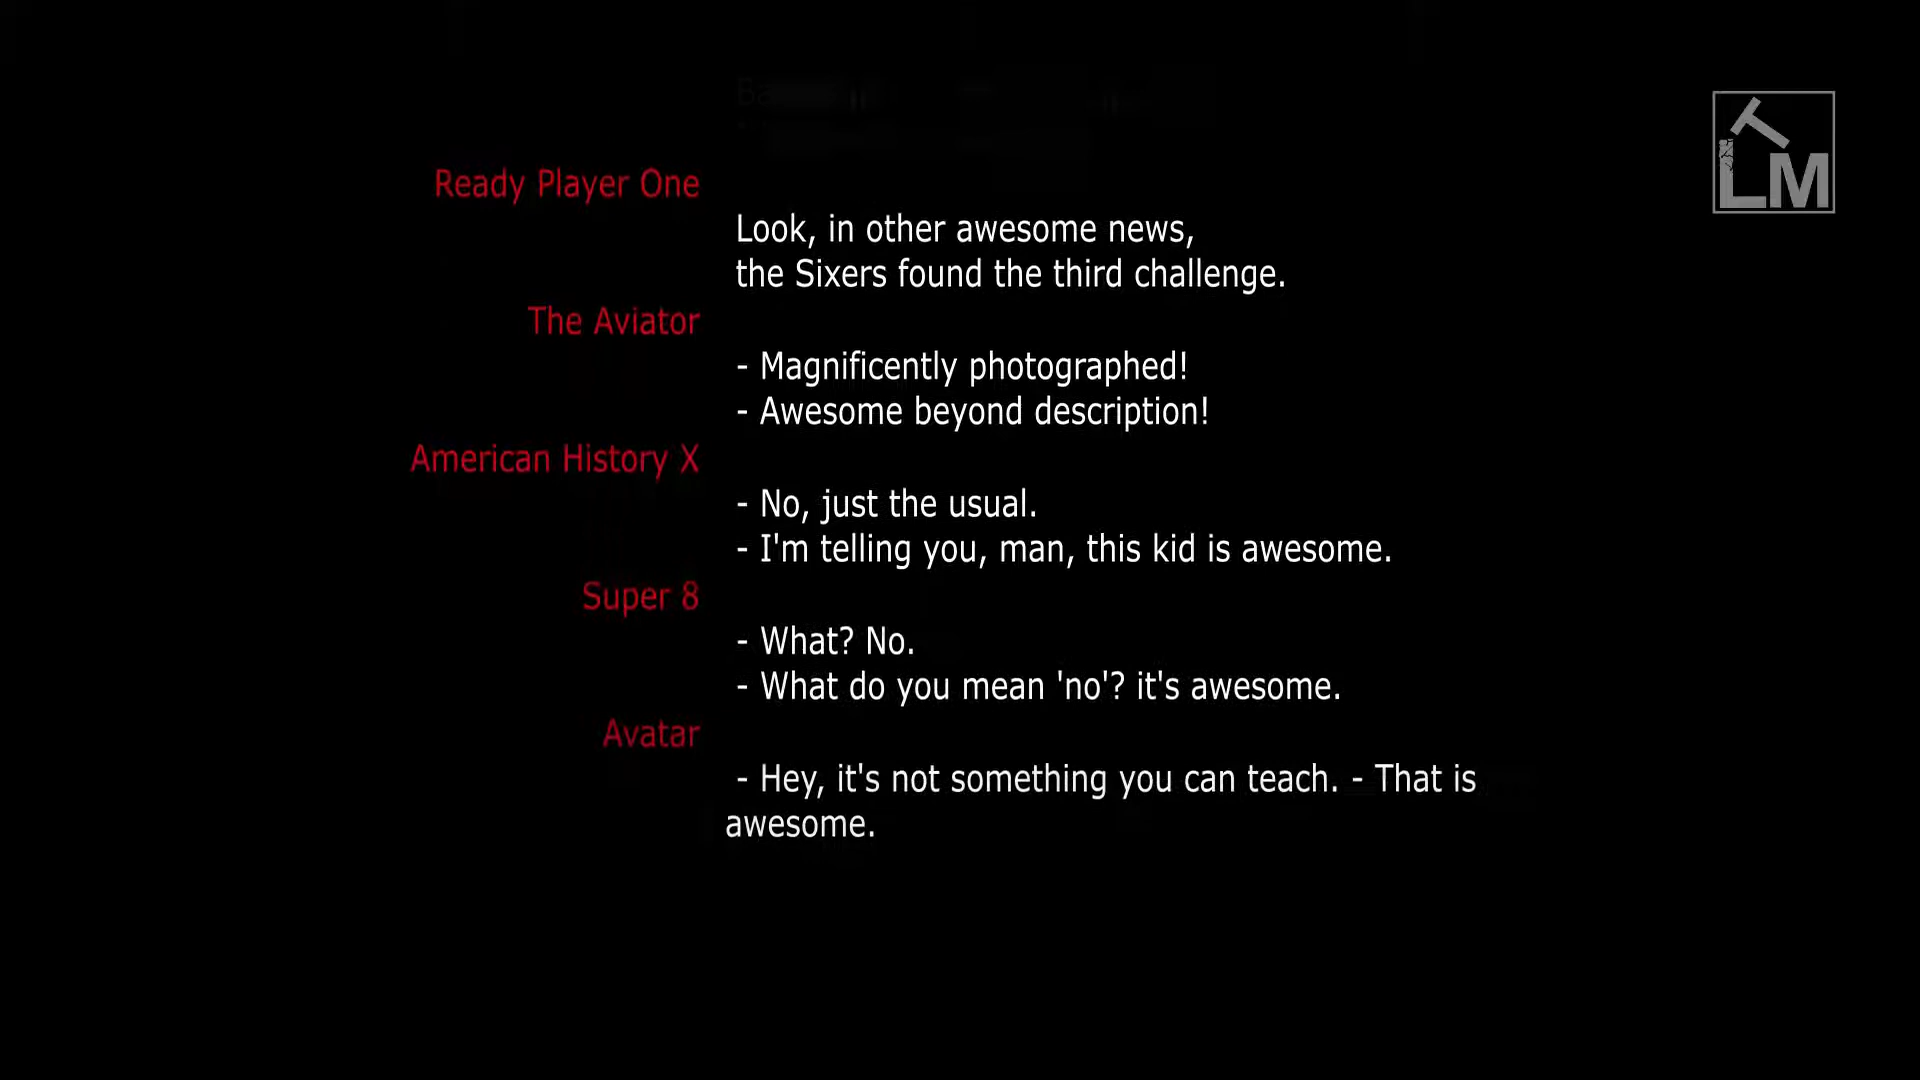 Ready Player One
Look, in other awesome news,
the Sixers found the third challenge.
The Aviator
- Magnificently photographed!
- Awesome beyond description!
American History X
- No, just the usual.
- I'm telling you, man, this kid is awesome.
Super 8
- What? No.
- What do you mean 'no'? it's awesome.
Avatar
- Hey, it's not something you can teach. - That is
awesome.
LM